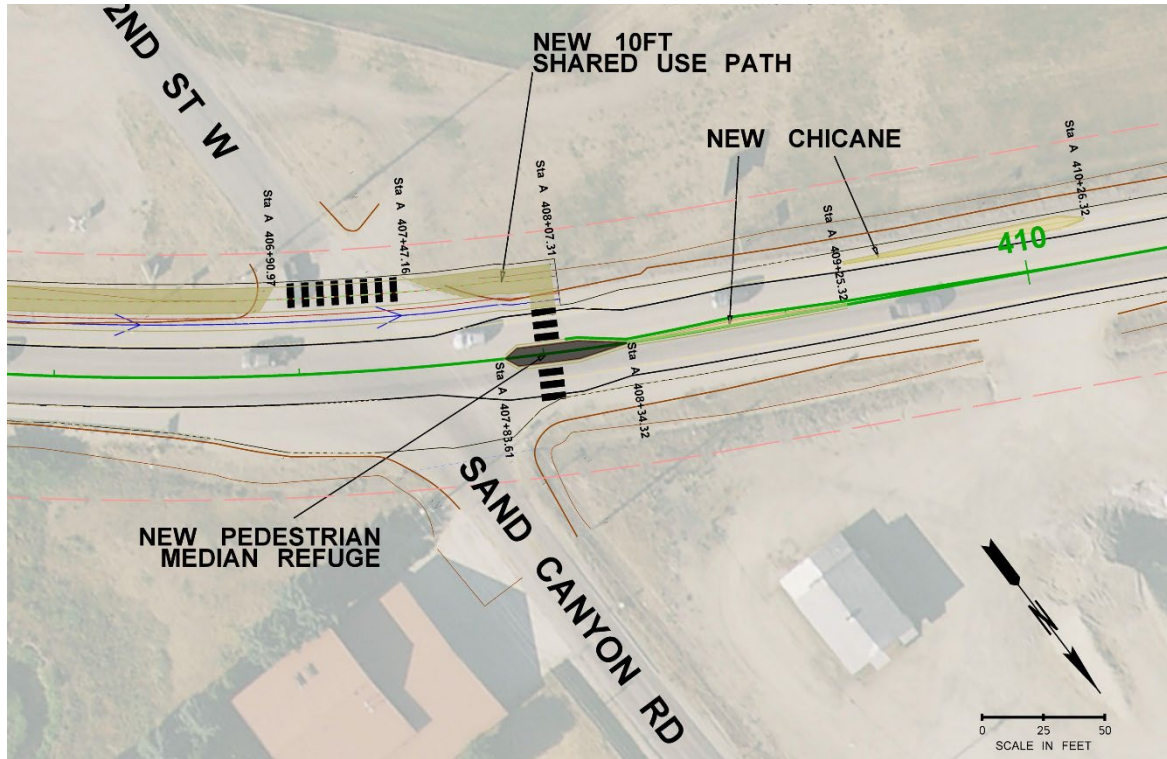 2ND ST W
NEW 10FT
SHARED USE PATH
NEW CHICANE
Sta A 406+90.97
Sta A 407+47.16
Sta A 408+07.31
Sta A 409+25.32
Sta A 410+26.32
410
Sta A 407+83.61
Sta A 408+34.32
NEW PEDESTRIAN
MEDIAN REFUGE
SAND CANYON RD
N
0 25 50
SCALE IN FEET